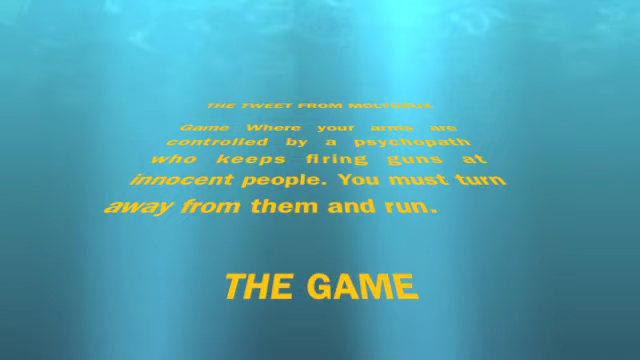 THE TWEET FROM MOLYDEUX
Game Where your arms are
controlled by a psychopath
who keeps firing guns at
innocent people. You must turn
away from them and run.
THE GAME